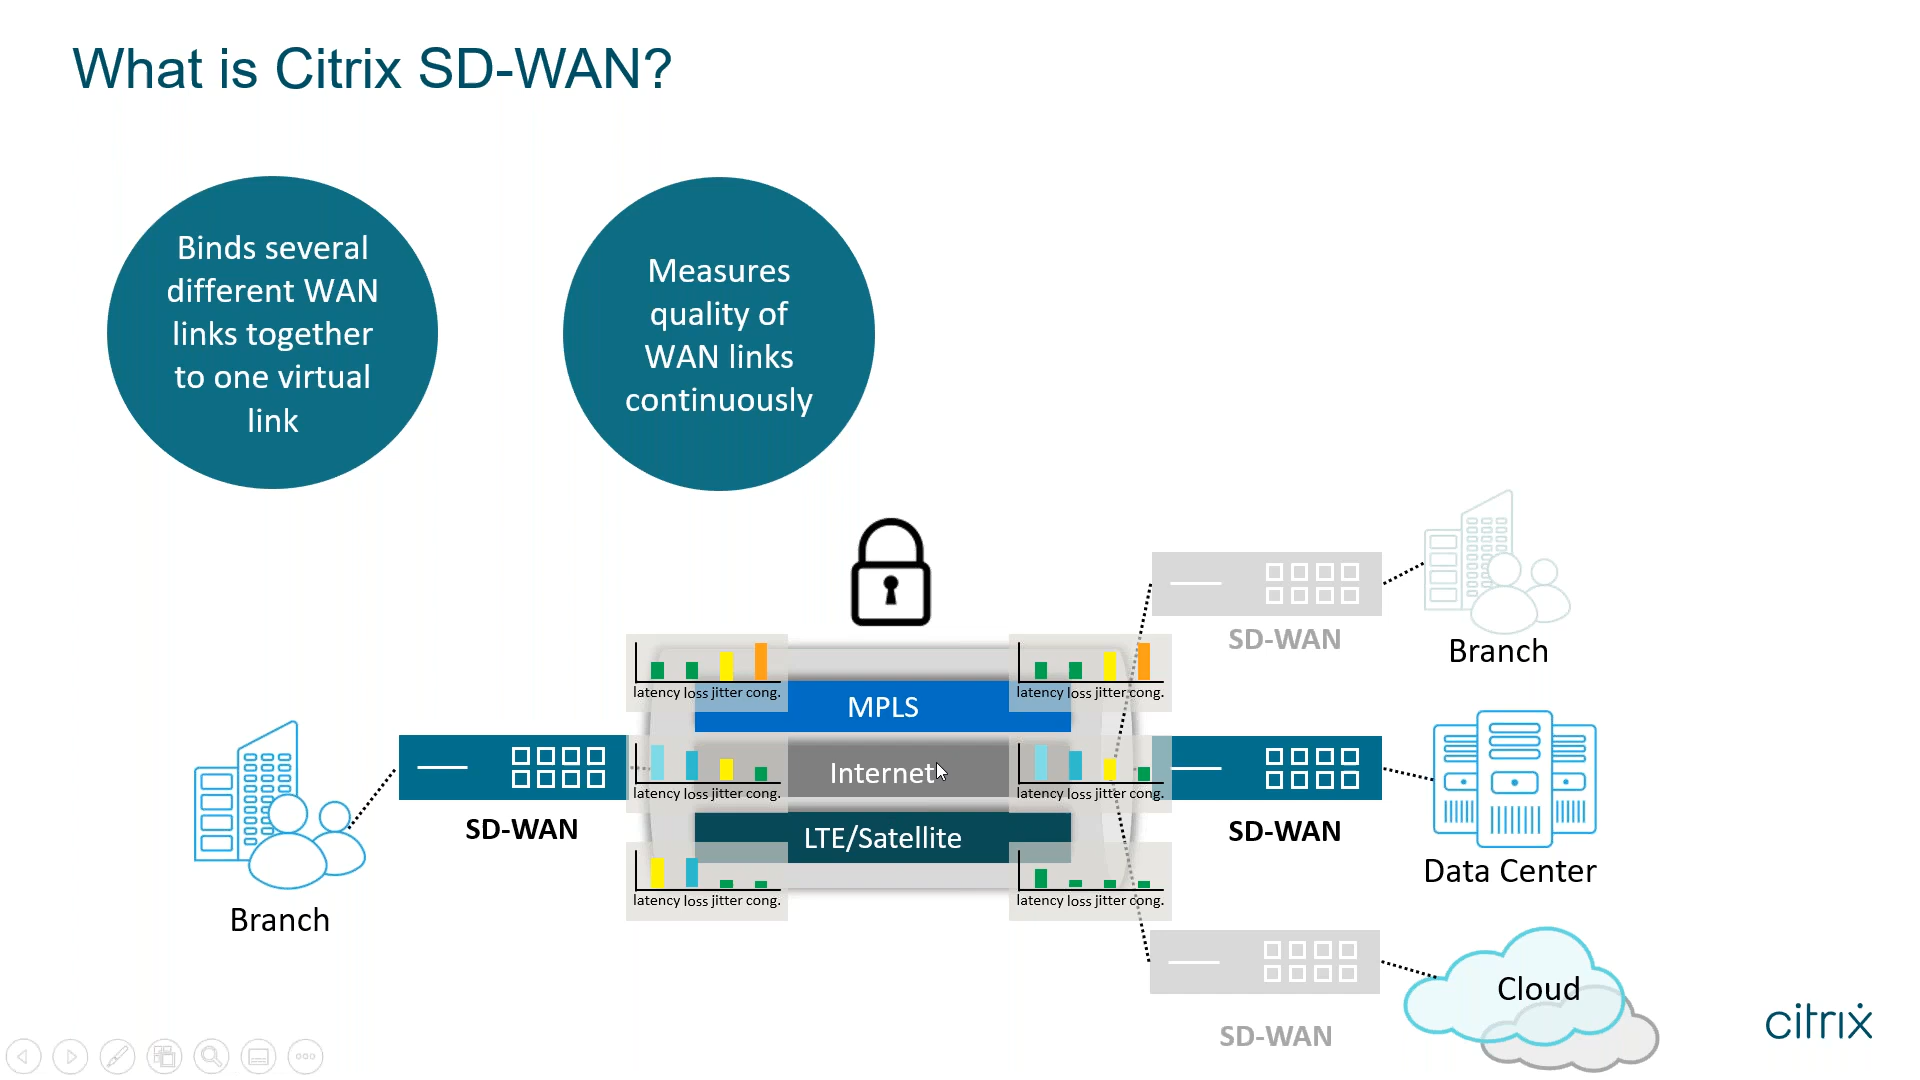 What is Citrix SD-WAN?
Binds several
different WAN
links together
to one virtual
link
Measures
quality of
WAN links
continuously
SD-WAN
Branch
latency loss jitter cong.
latency loss jitter cong.
MPLS
latency loss jitter cong.
latency loss jitter cong.
Internet
SD-WAN
SD-WAN
LTE/Satellite
latency loss jitter cong.
latency loss jitter cong.
Data Center
Branch
Cloud
SD-WAN
citrix